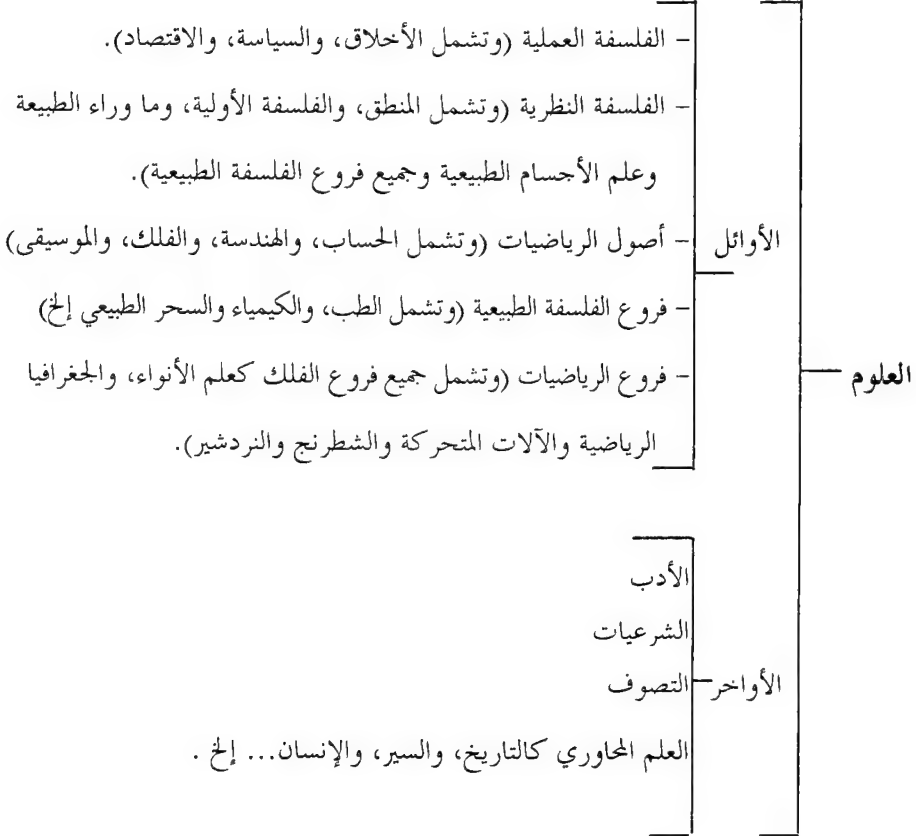 - الفلسفة العملية (وتشمل الأخلاق، والسياسة، والاقتصاد).
- الفلسفة النظرية (وتشمل المنطق، والفلسفة الأولية، وما وراء الطبيعة
وعلم الأجسام الطبيعية وجميع فروع الفلسفة الطبيعية).
الأوائل
- أصول الرياضيات (وتشمل الحساب، والهندسة، والفلك، والموسيقى)
- فروع الفلسفة الطبيعية (وتشمل الطب، والكيمياء والسحر الطبيعي إلخ)
العلوم
- فروع الرياضيات (وتشمل جميع فروع الفلك كعلم الأنواء، والجغرافيا
الرياضية والآلات المتحركة والشطرنج والنردشير).
الأدب
الشرعيات
الأواخر
التصوف
العلم المحاوري كالتاريخ، والسير، والإنسان... إلخ .